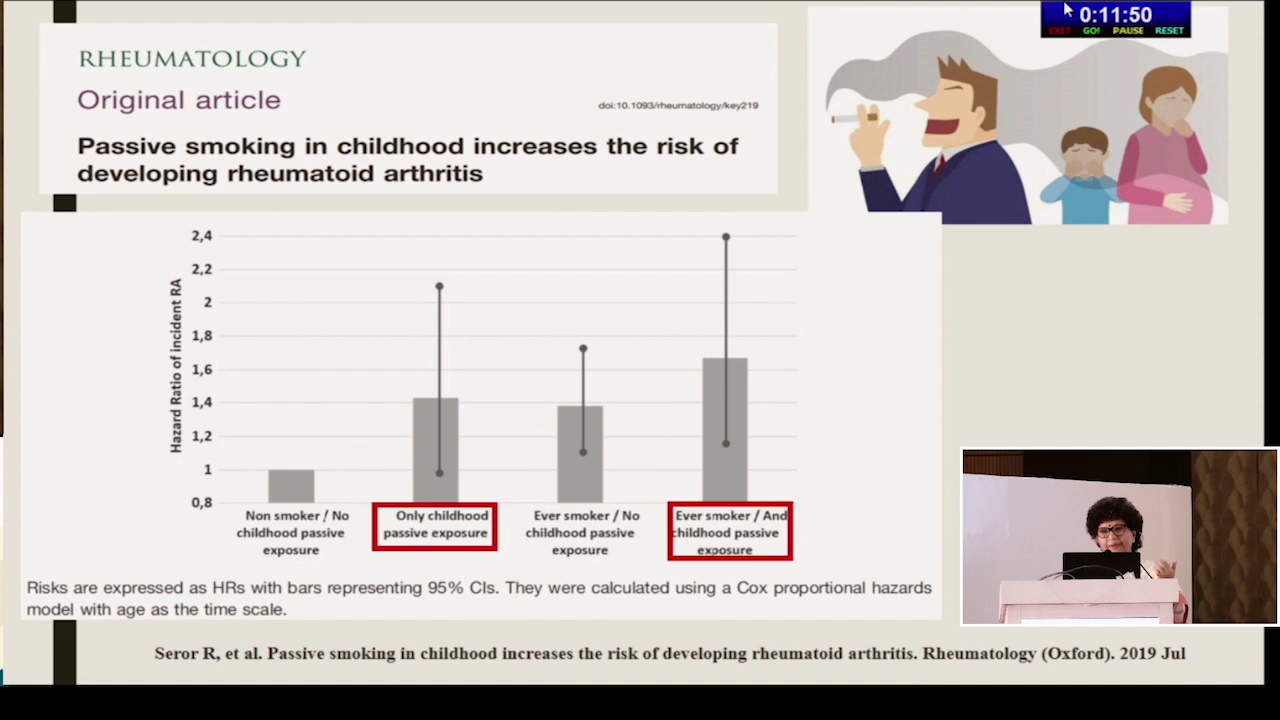 0:11:50
EXIT GO! PAUSE RESET
RHEUMATOLOGY
Original article
doi:10.1093/rheumatology/key219
Passive smoking in childhood increases the risk of
developing rheumatoid arthritis
Hazard Ratio of incident RA
2,4
2,2
2
1,8
1,6
1,4
1,2
1
0,8
Non smoker / No
childhood passive
exposure
Only childhood
passive exposure
Ever smoker / No
childhood passive
exposure
Ever smoker / And
childhood passive
exposure
Risks are expressed as HRs with bars representing 95% CIs. They were calculated using a Cox proportional hazards
model with age as the time scale.
Seror R, et al. Passive smoking in childhood increases the risk of developing rheumatoid arthritis. Rheumatology (Oxford). 2019 Jul